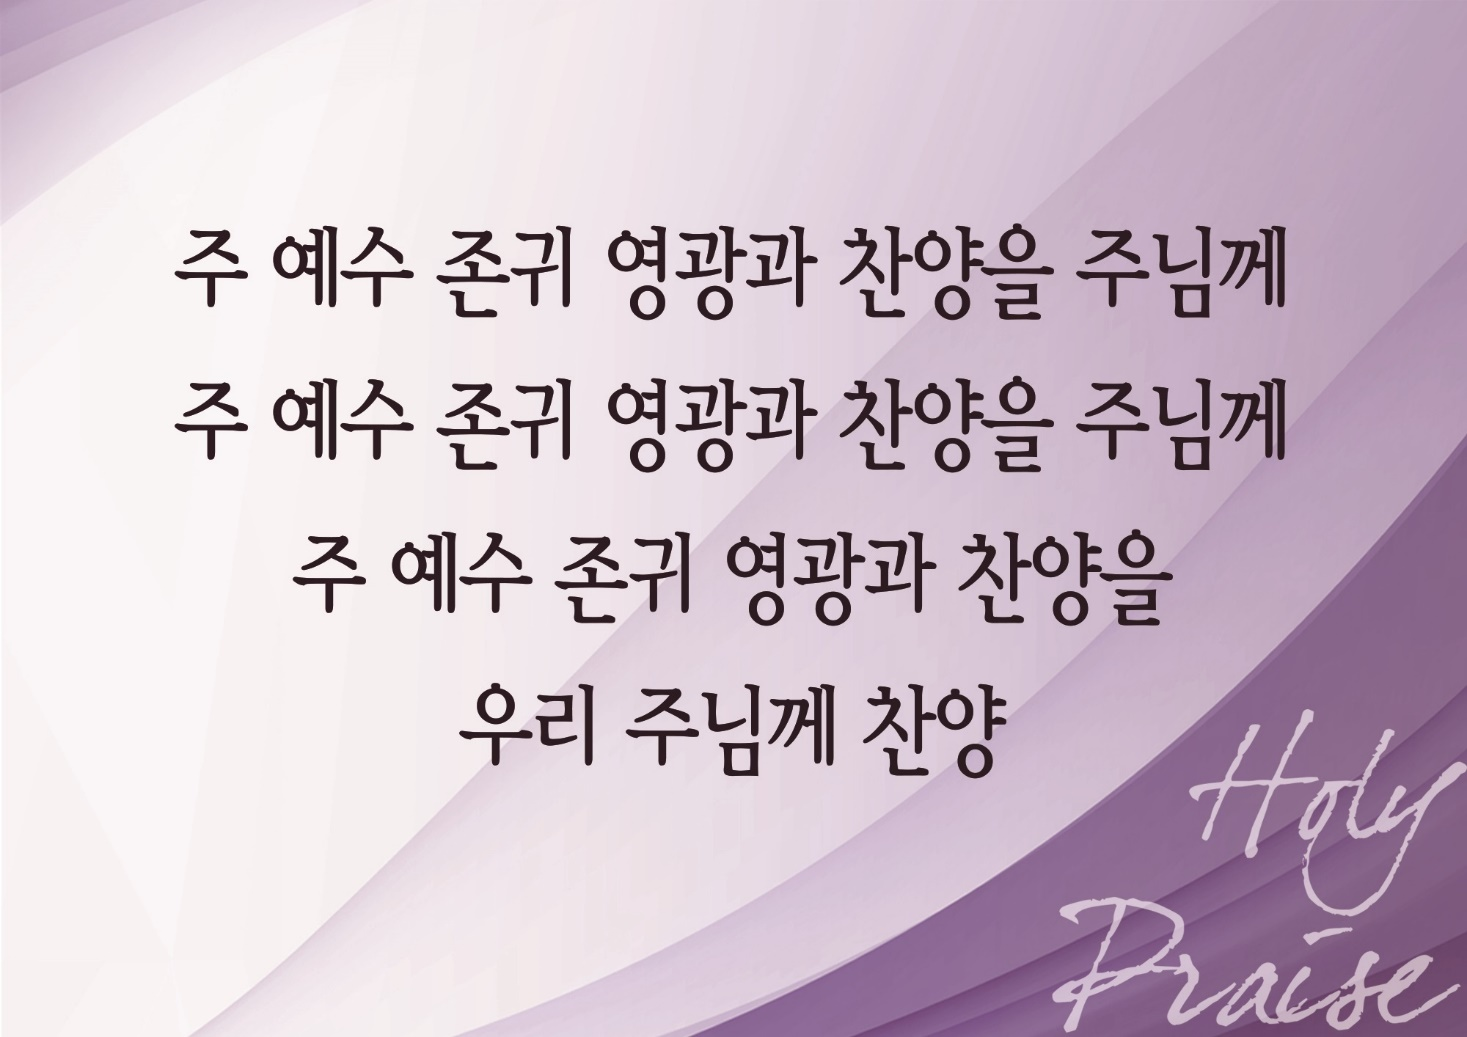 주 예수 존귀 영광과 찬양을 주님께
주 예수 존귀 영광과 찬양을 주님께
주 예수 존귀 영광과 찬양을
우리 주님께 찬양
Holy
Praise